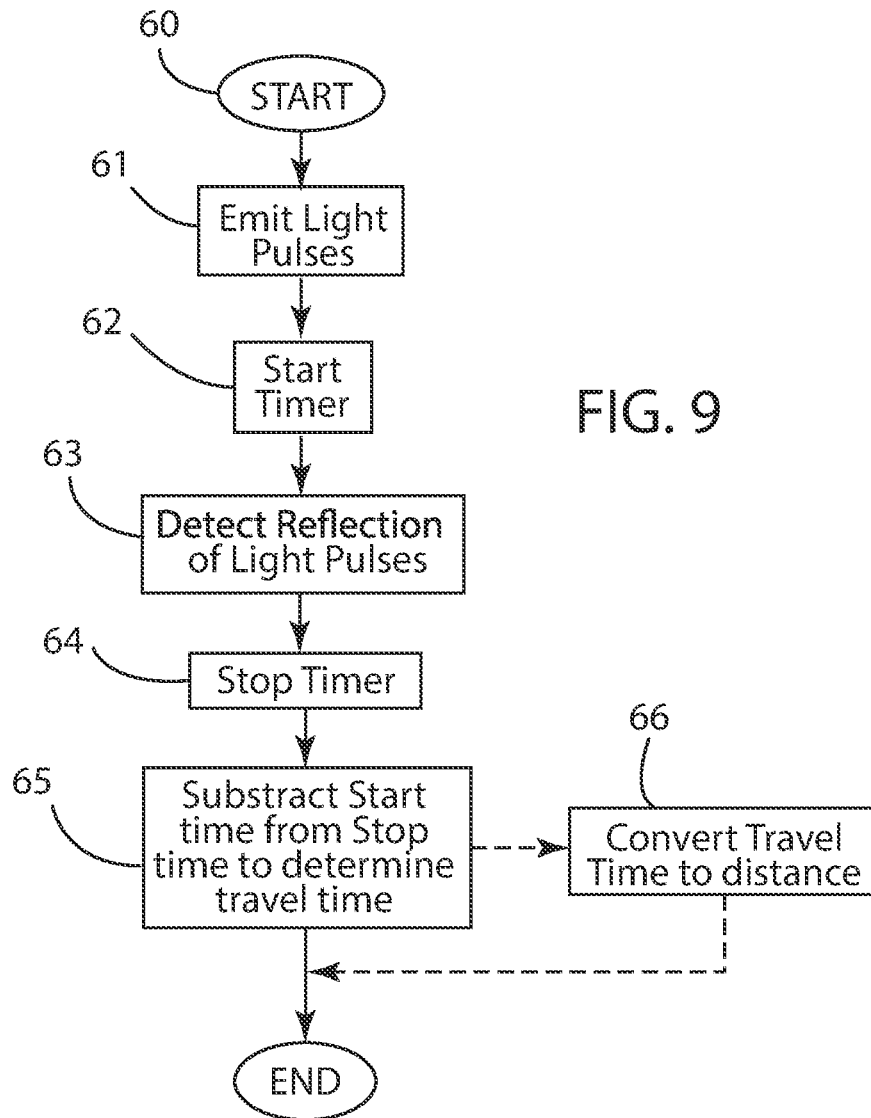 60
START
61
Emit Light
Pulses
62
Start
Timer
FIG. 9
63
Detect Reflection
of Light Pulses
64
Stop Timer
65
Substract Start
time from Stop
time to determine
travel time
66
Convert Travel
Time to distance
END